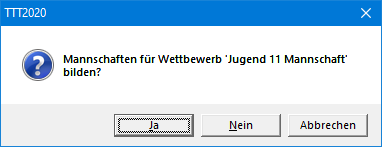 TTT2020
Mannschaften für Wettbewerb 'Jugend 11 Mannschaft'
bilden?
Ja
Nein
Abbrechen